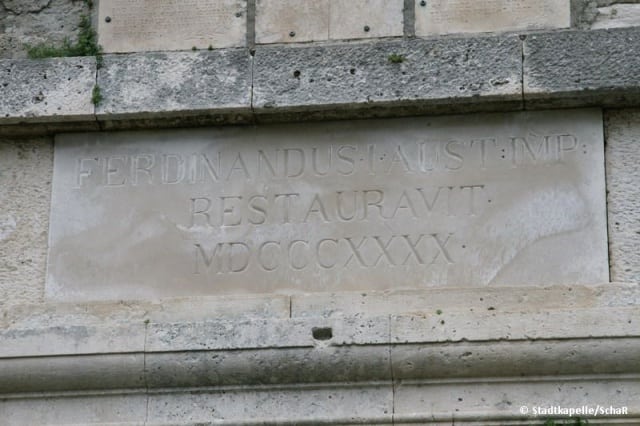 FERDINANDUS·I·AUST:IMP:
RESTAURAVIT·
MDCCCXXXX·
© Stadtkapelle/SchaR